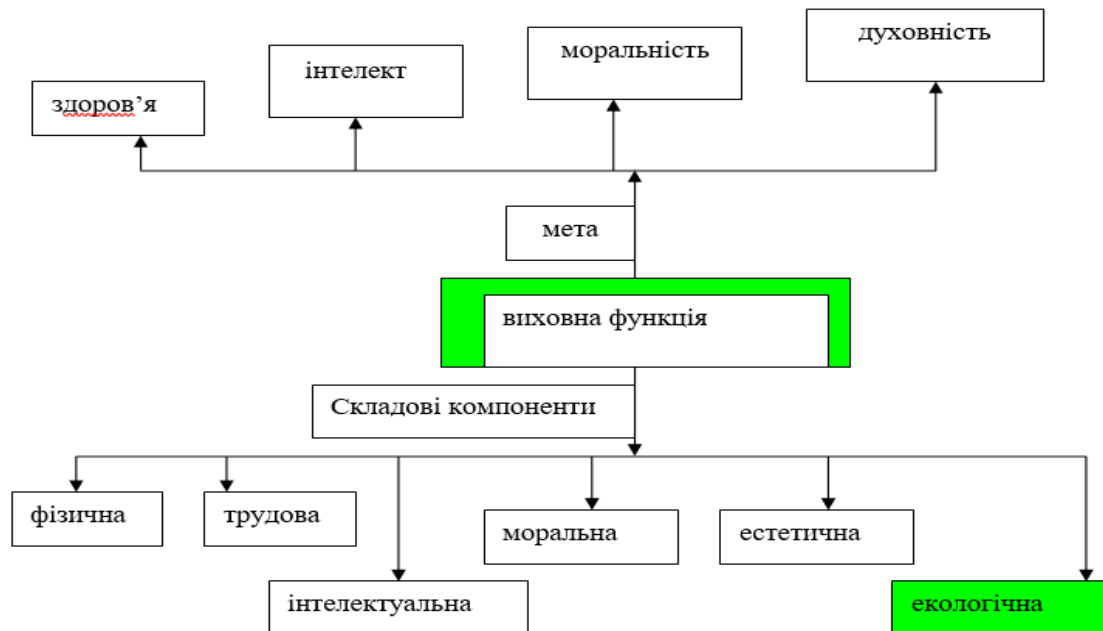 духовність
моральність
інтелект
здоров’я
мета
виховна функція
Складові компоненти
фізична
трудова
моральна
естетична
інтелектуальна
екологічна